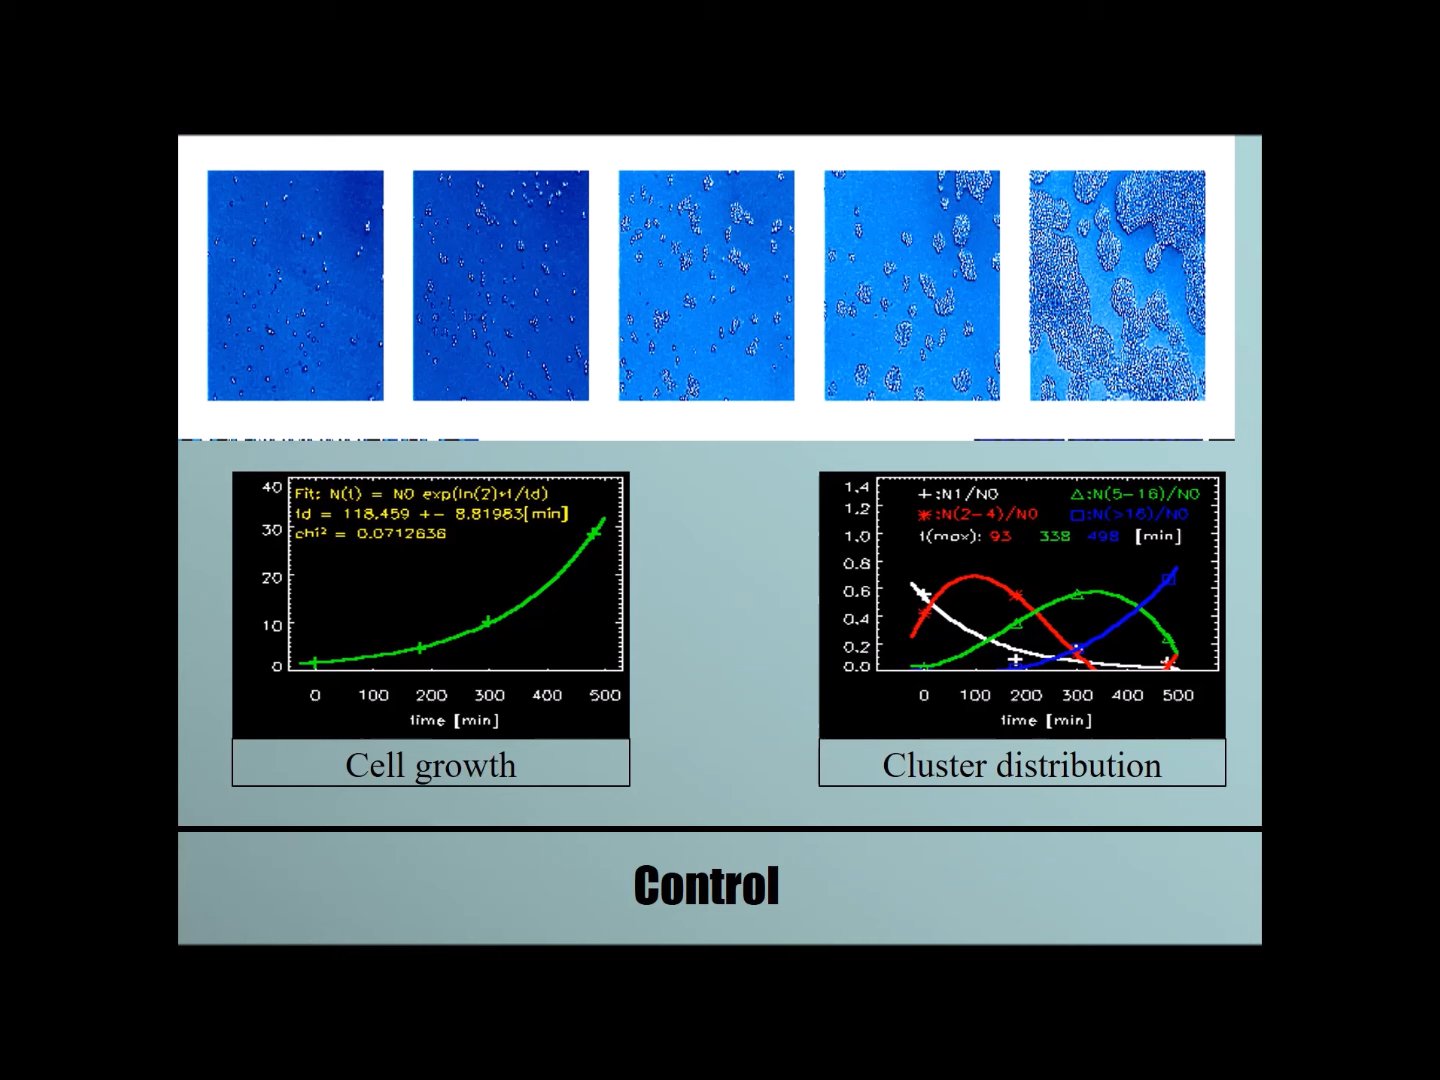 40
Fit: N(t) = N0 exp(ln(2)*t/td)
td = 118.459 +- 8.81983[min]
chi² = 0.0712636
30
20
10
0
0 100 200 300 400 500
time [min]
Cell growth
1.4
+:N1/N0 △:N(5-16)/N0
1.2
*:N(2-4)/N0 □:N(>16)/N0
1.0
t(max): 93 338 498 [min]
0.8
0.6
0.4
0.2
0.0
0 100 200 300 400 500
time [min]
Cluster distribution
Control